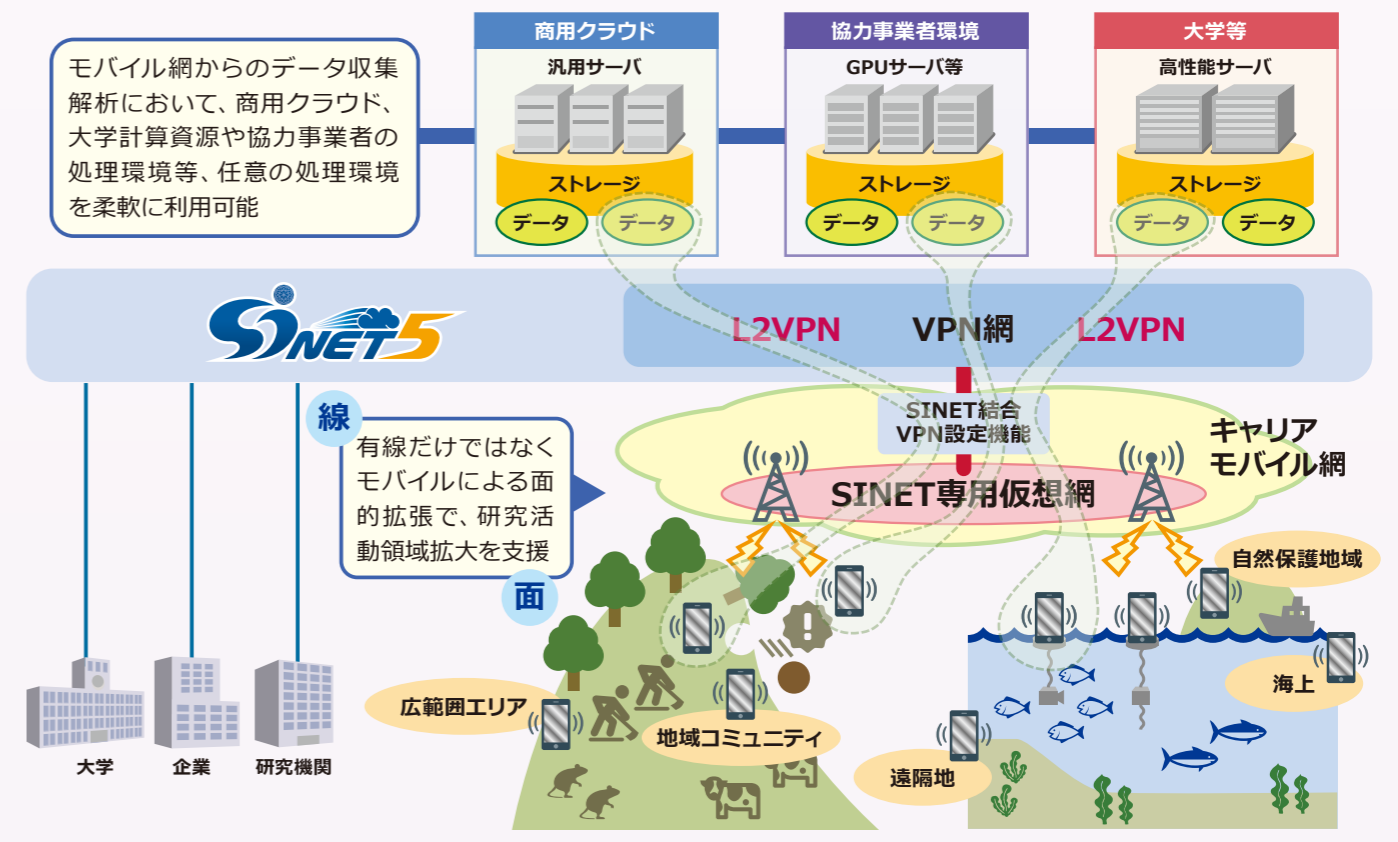 モバイル網からのデータ収集
解析において、商用クラウド、
大学計算資源や協力事業者の
処理環境等、任意の処理環境
を柔軟に利用可能
商用クラウド
汎用サーバ
ストレージ
データ
データ
協力事業者環境
GPUサーバ等
ストレージ
データ
データ
大学等
高性能サーバ
ストレージ
データ
データ
SINET5
L2VPN
VPN網
L2VPN
SINET結合
VPN設定機能
キャリア
モバイル網
SINET専用仮想網
線
有線だけではなく
モバイルによる面
的拡張で、研究活
動領域拡大を支援
面
自然保護地域
海上
広範囲エリア
地域コミュニティ
遠隔地
大学
企業
研究機関